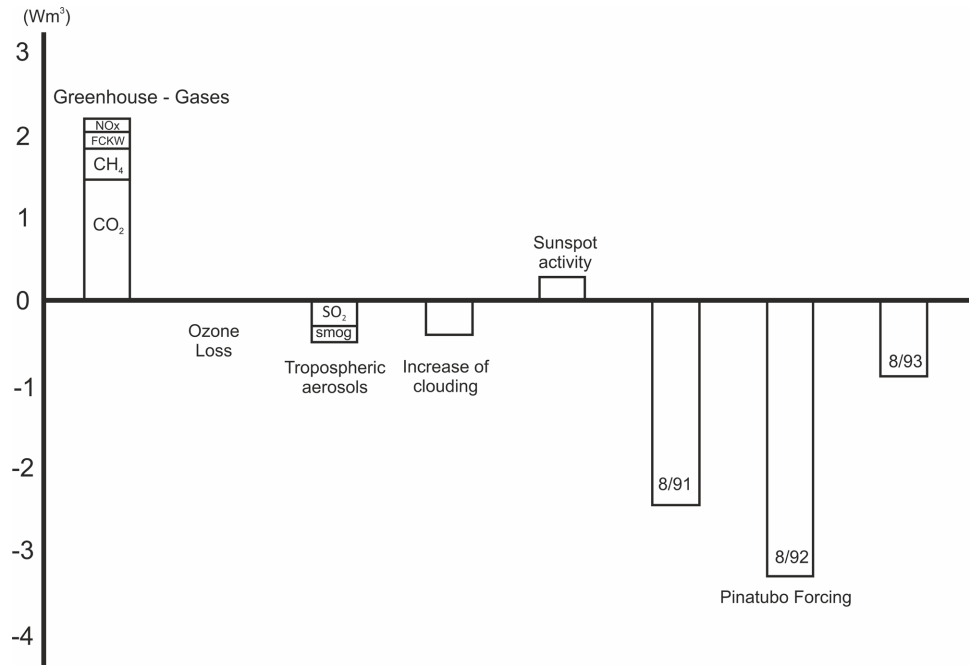 (Wm³)
3
Greenhouse - Gases
NOx
2
FCKW
CH₄
1
CO₂
Sunspot
activity
0
SO₂
smog
Ozone
Loss
Tropospheric
aerosols
Increase of
clouding
8/93
-1
-2
8/91
-3
8/92
Pinatubo Forcing
-4